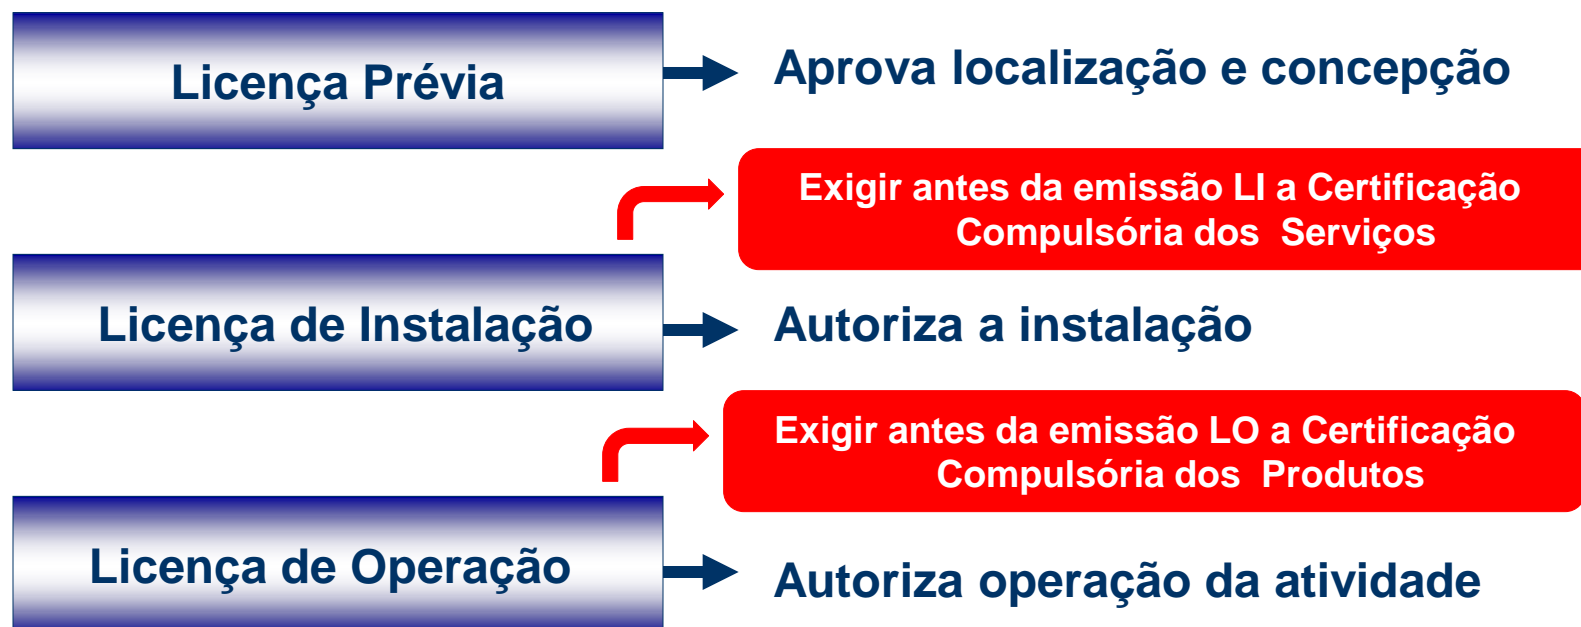 Licença Prévia
Aprova localização e concepção
Exigir antes da emissão LI a Certificação
Compulsória dos Serviços
Licença de Instalação
Autoriza a instalação
Exigir antes da emissão LO a Certificação
Compulsória dos Produtos
Licença de Operação
Autoriza operação da atividade